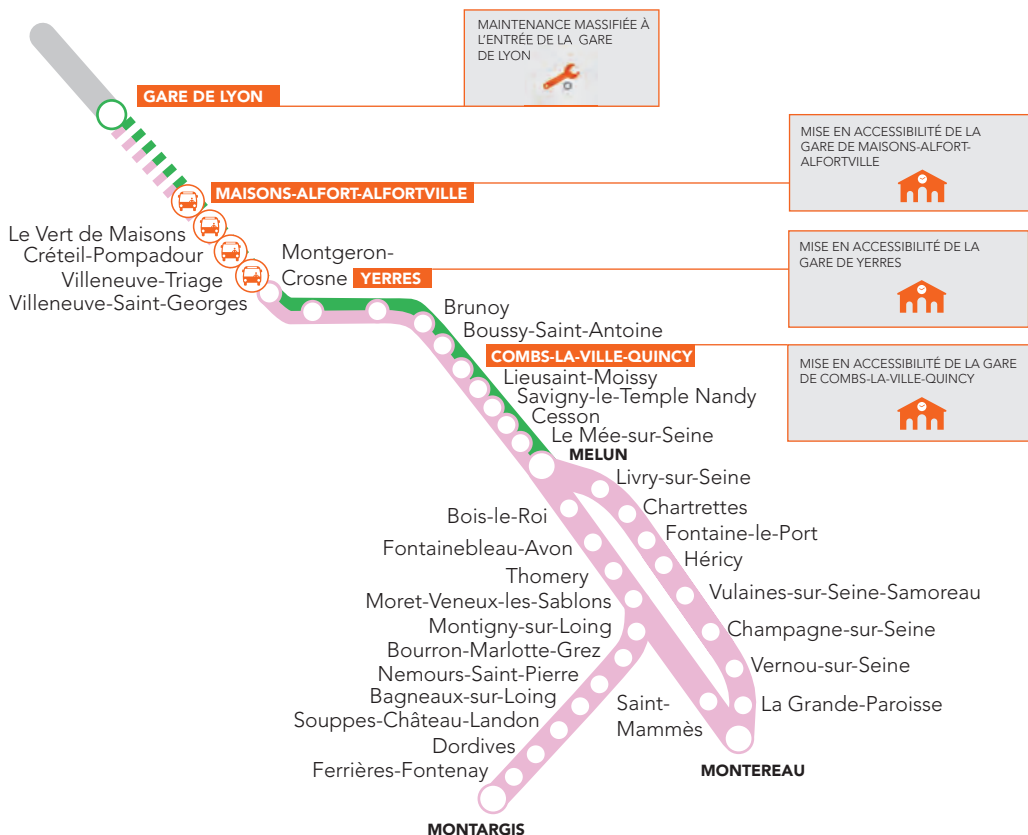 MAINTENANCE MASSIFIÉE À
L'ENTRÉE DE LA GARE
DE LYON
GARE DE LYON
MISE EN ACCESSIBILITÉ DE LA
GARE DE MAISONS-ALFORT-
ALFORTVILLE
MAISONS-ALFORT-ALFORTVILLE
Le Vert de Maisons
Créteil-Pompadour
Villeneuve-Triage
Villeneuve-Saint-Georges
Montgeron-
Crosne
YERRES
MISE EN ACCESSIBILITÉ DE LA
GARE DE YERRES
Brunoy
Boussy-Saint-Antoine
COMBS-LA-VILLE-QUINCY
MISE EN ACCESSIBILITÉ DE LA GARE
DE COMBS-LA-VILLE-QUINCY
Lieusaint-Moissy
Savigny-le-Temple Nandy
Cesson
Le Mée-sur-Seine
MELUN
Livry-sur-Seine
Chartrettes
Fontaine-le-Port
Héricy
Vulaines-sur-Seine-Samoreau
Champagne-sur-Seine
Vernou-sur-Seine
La Grande-Paroisse
Bois-le-Roi
Fontainebleau-Avon
Thomery
Moret-Veneux-les-Sablons
Montigny-sur-Loing
Bourron-Marlotte-Grez
Nemours-Saint-Pierre
Bagneaux-sur-Loing
Souppes-Château-Landon
Dordives
Ferrières-Fontenay
Saint-
Mammès
MONTEREAU
MONTARGIS